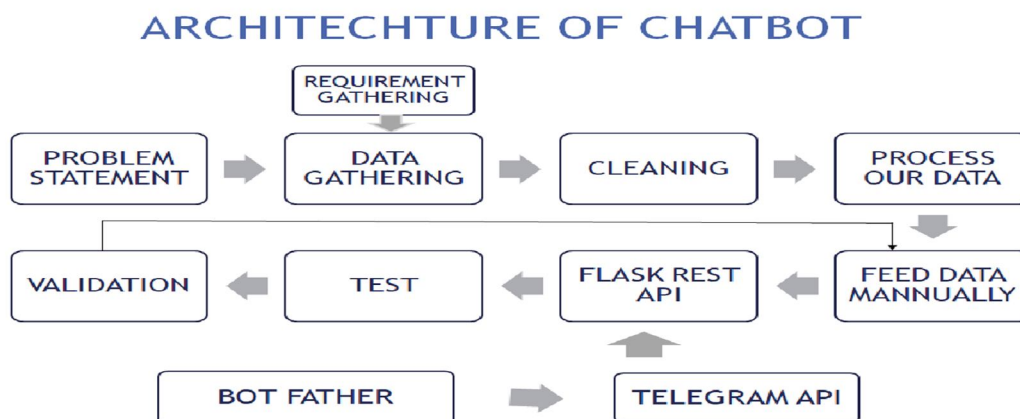 ARCHITECHTURE OF CHATBOT
REQUIREMENT
GATHERING
PROBLEM
STATEMENT
DATA
GATHERING
CLEANING
PROCESS
OUR DATA
VALIDATION
TEST
FLASK REST
API
FEED DATA
MANNUALLY
BOT FATHER
TELEGRAM API